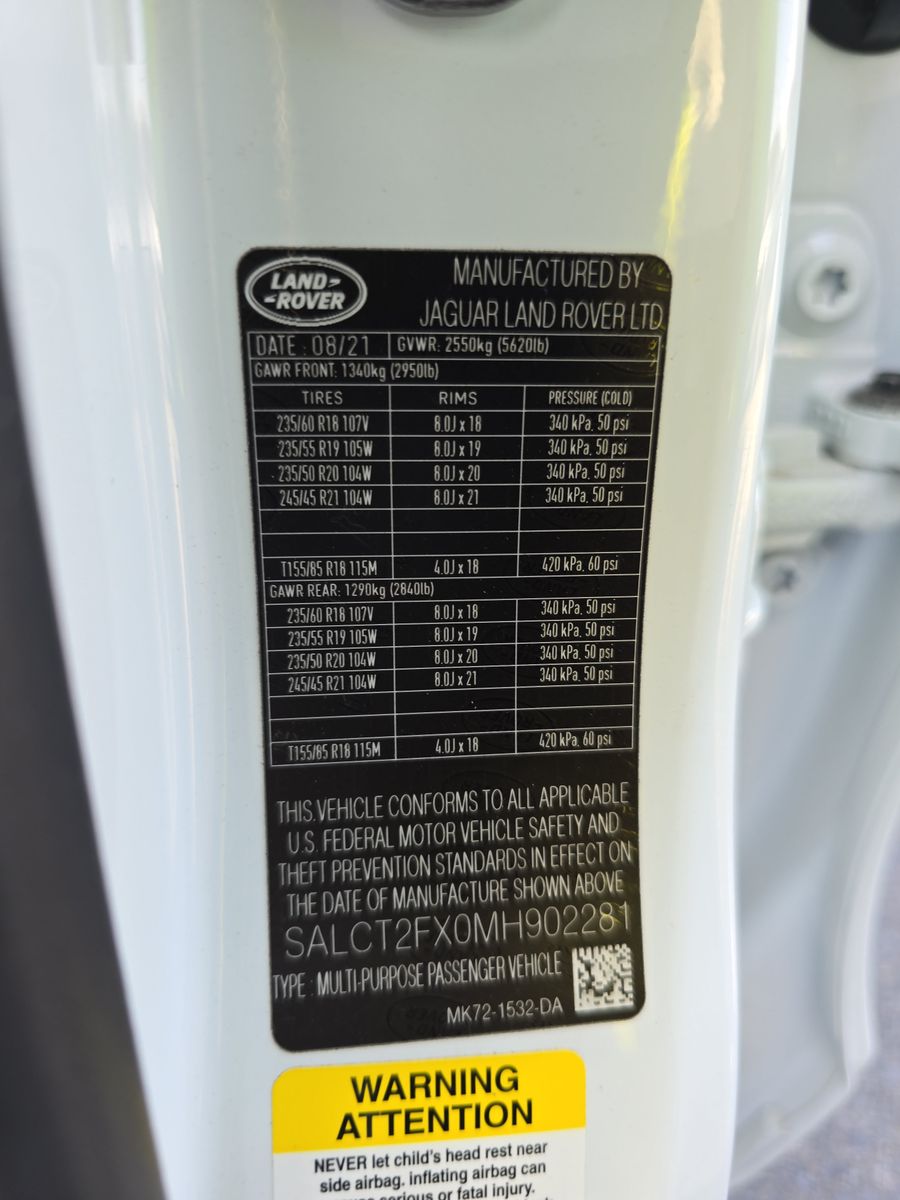 LAND
ROVER
MANUFACTURED BY
JAGUAR LAND ROVER LTD
DATE : 08/21 GVWR: 2550kg (5620lb)
GAWR FRONT: 1340kg (2950lb)
TIRES RIMS PRESSURE (COLD)
235/60 R18 107V 8.0J x 18 340 kPa, 50 psi
235/55 R19 105W 8.0J x 19 340 kPa, 50 psi
235/50 R20 104W 8.0J x 20 340 kPa, 50 psi
245/45 R21 104W 8.0J x 21 340 kPa, 50 psi
T155/85 R18 115M 4.0J x 18 420 kPa, 60 psi
GAWR REAR: 1290kg (2840lb)
235/60 R18 107V 8.0J x 18 340 kPa, 50 psi
235/55 R19 105W 8.0J x 19 340 kPa, 50 psi
235/50 R20 104W 8.0J x 20 340 kPa, 50 psi
245/45 R21 104W 8.0J x 21 340 kPa, 50 psi
T155/85 R18 115M 4.0J x 18 420 kPa, 60 psi
THIS VEHICLE CONFORMS TO ALL APPLICABLE
U.S. FEDERAL MOTOR VEHICLE SAFETY AND
THEFT PREVENTION STANDARDS IN EFFECT ON
THE DATE OF MANUFACTURE SHOWN ABOVE
SALCT2FX0MH902281
TYPE : MULTI-PURPOSE PASSENGER VEHICLE
MK72-1532-DA
WARNING
ATTENTION
NEVER let child's head rest near
side airbag. inflating airbag can
cause serious or fatal injury.